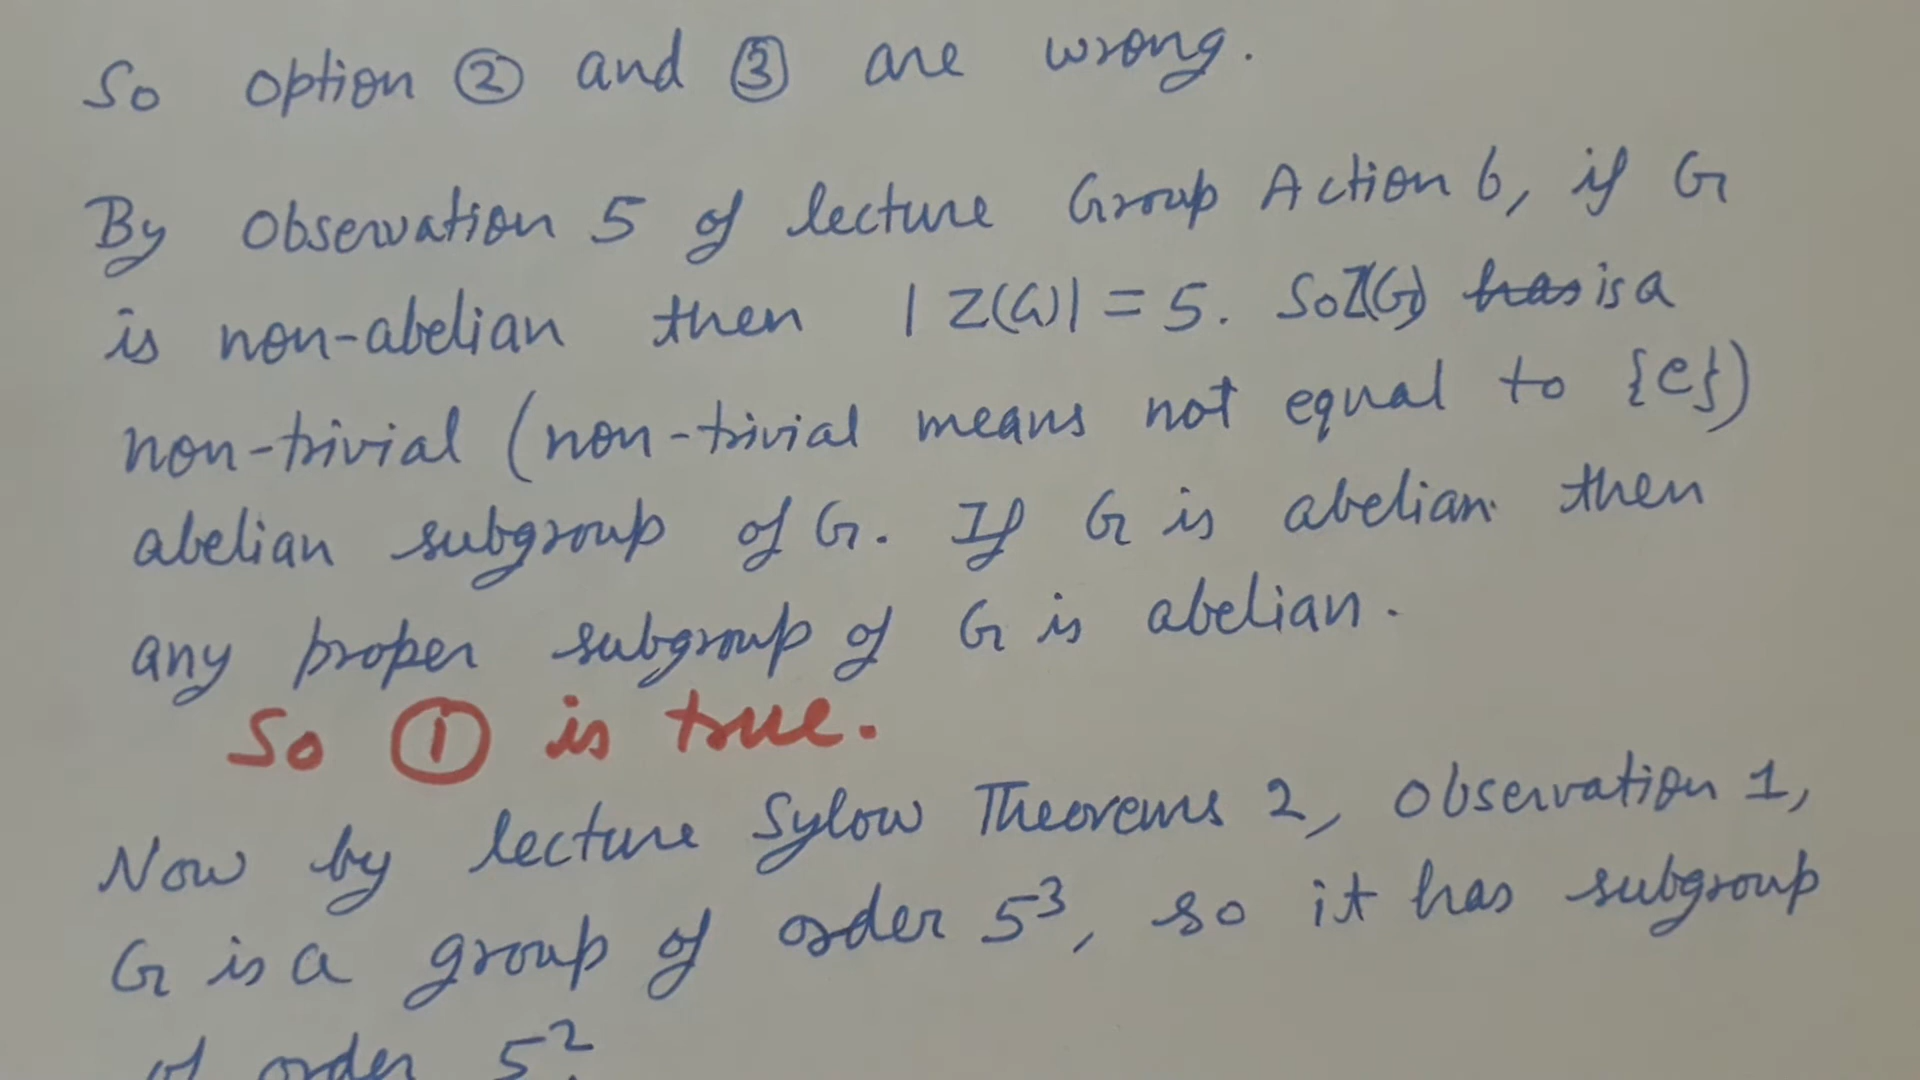 So option ② and ③ are wrong.
By Observation 5 of lecture Group Action 6, if G
is non-abelian then |Z(G)| = 5. So Z(G) has is a
non-trivial (non-trivial means not equal to {e})
abelian subgroup of G. If G is abelian then
any proper subgroup of G is abelian.
So ① is true.
Now by lecture Sylow Theorems 2, Observation 1,
G is a group of order 5³, so it has subgroup
of order 5².